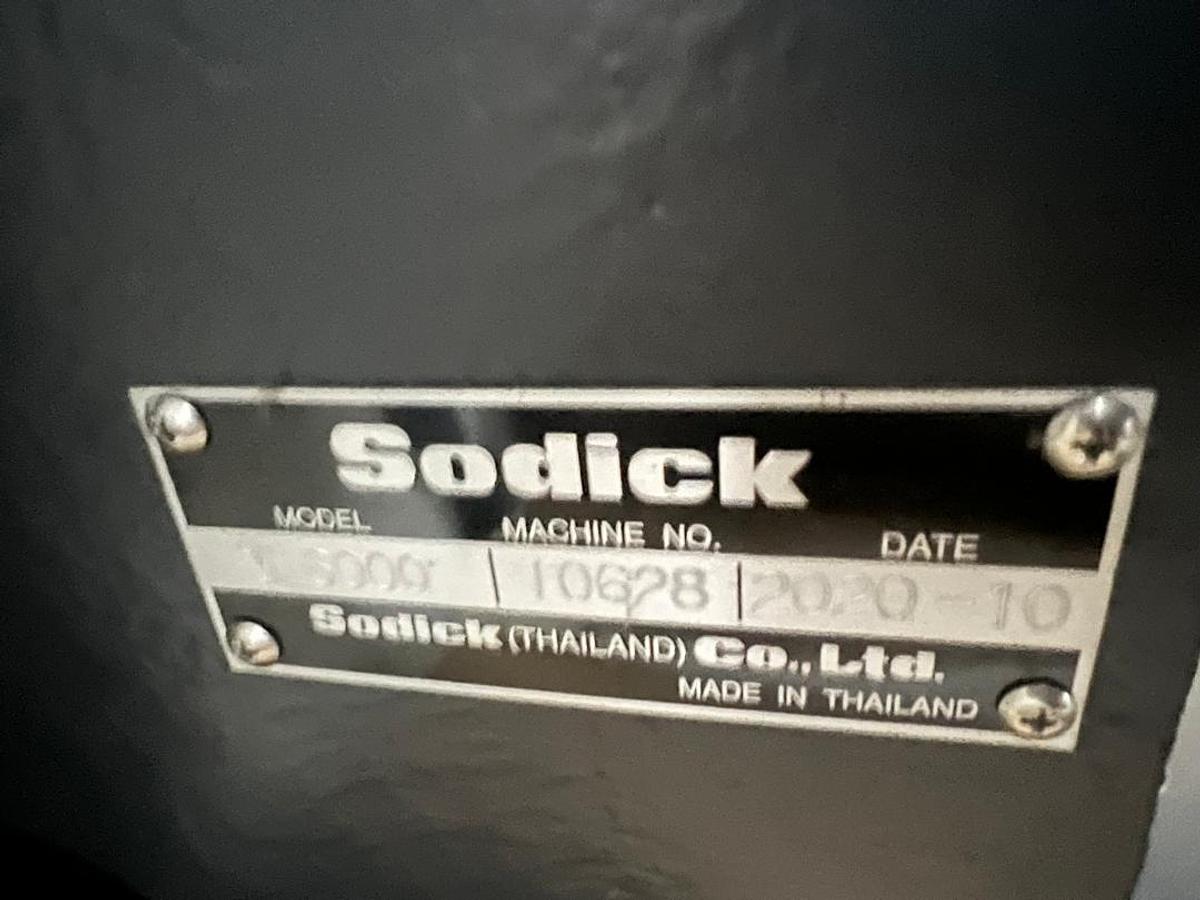 Sodick
MODEL MACHINE NO. DATE
10628 2020-10
Sodick (THAILAND) Co., Ltd.
MADE IN THAILAND